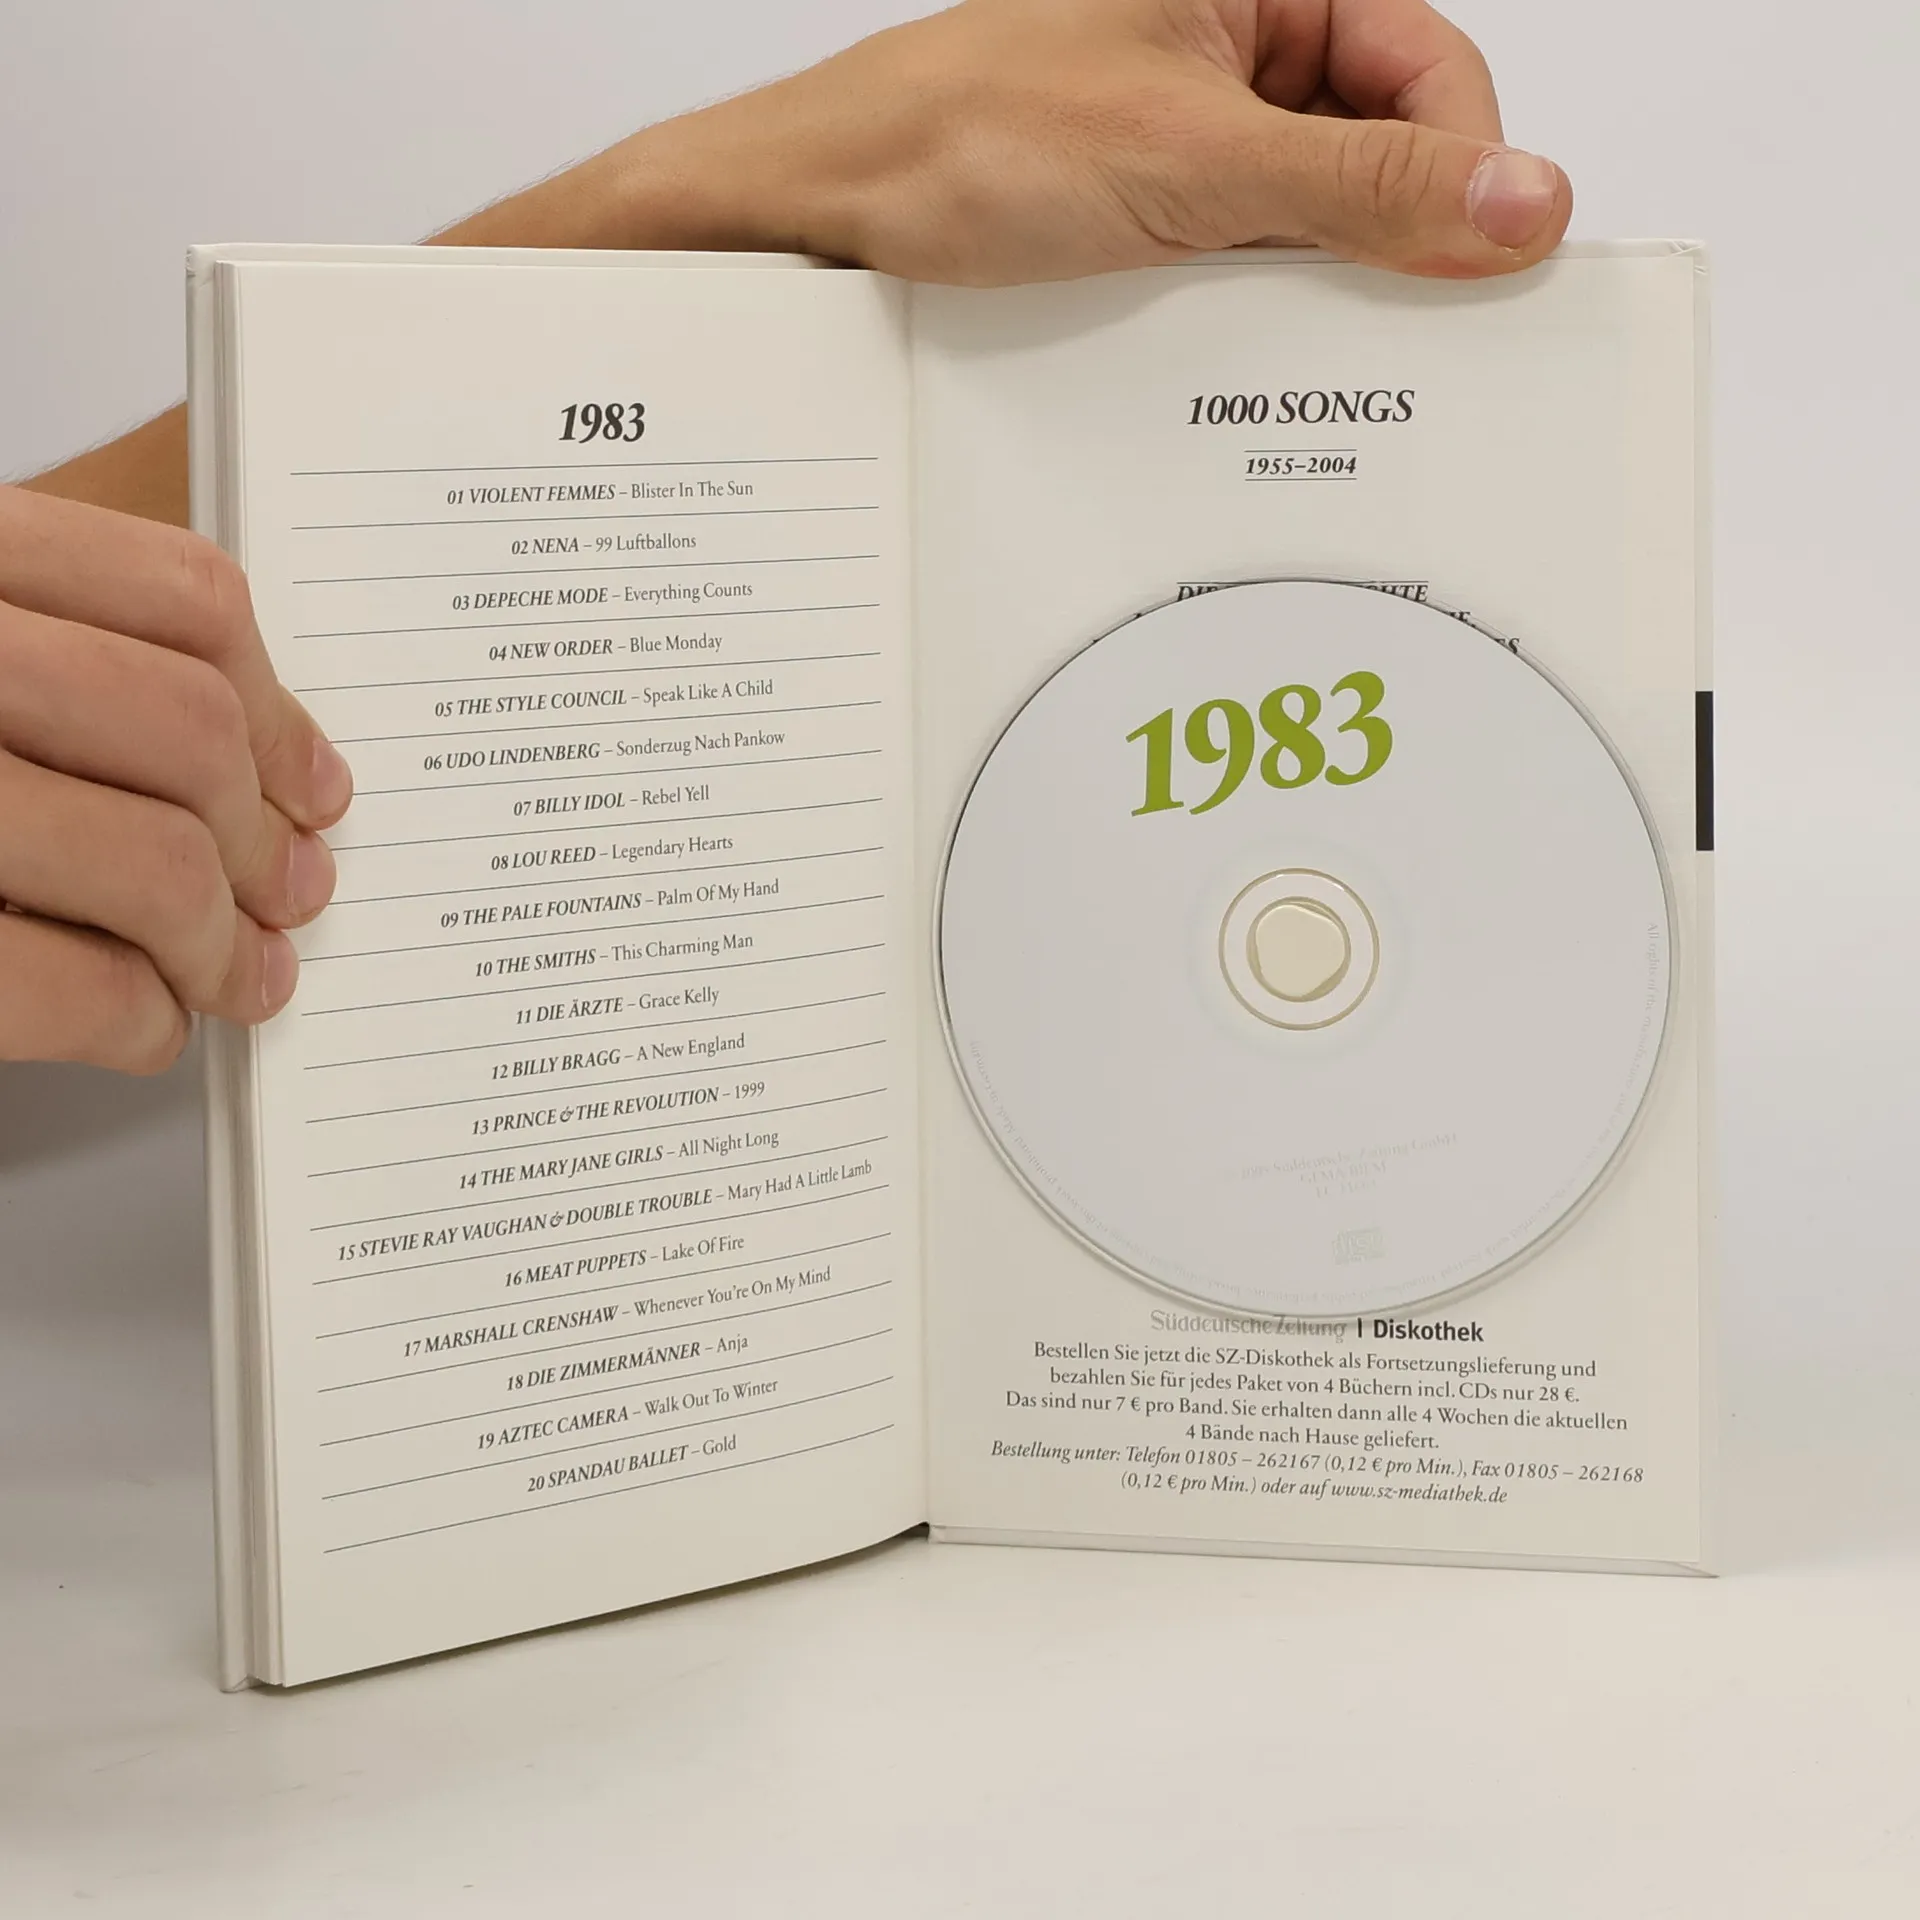 1983
01 VIOLENT FEMMES – Blister In The Sun
02 NENA – 99 Luftballons
03 DEPECHE MODE – Everything Counts
04 NEW ORDER – Blue Monday
05 THE STYLE COUNCIL – Speak Like A Child
06 UDO LINDENBERG – Sonderzug Nach Pankow
07 BILLY IDOL – Rebel Yell
08 LOU REED – Legendary Hearts
09 THE PALE FOUNTAINS – Palm Of My Hand
10 THE SMITHS – This Charming Man
11 DIE ÄRZTE – Grace Kelly
12 BILLY BRAGG – A New England
13 PRINCE & THE REVOLUTION – 1999
14 THE MARY JANE GIRLS – All Night Long
15 STEVIE RAY VAUGHAN & DOUBLE TROUBLE – Mary Had A Little Lamb
16 MEAT PUPPETS – Lake Of Fire
17 MARSHALL CRENSHAW – Whenever You're On My Mind
18 DIE ZIMMERMÄNNER – Anja
19 AZTEC CAMERA – Walk Out To Winter
20 SPANDAU BALLET – Gold
1000 SONGS
1955–2004
1983
Süddeutsche Zeitung GmbH
GEMA/BIEM
Süddeutsche Zeitung | Diskothek
Bestellen Sie jetzt die SZ-Diskothek als Fortsetzungslieferung und
bezahlen Sie für jedes Paket von 4 Büchern incl. CDs nur 28 €.
Das sind nur 7 € pro Band. Sie erhalten dann alle 4 Wochen die aktuellen
4 Bände nach Hause geliefert.
Bestellung unter: Telefon 01805 – 262167 (0,12 € pro Min.), Fax 01805 – 262168
(0,12 € pro Min.) oder auf www.sz-mediathek.de